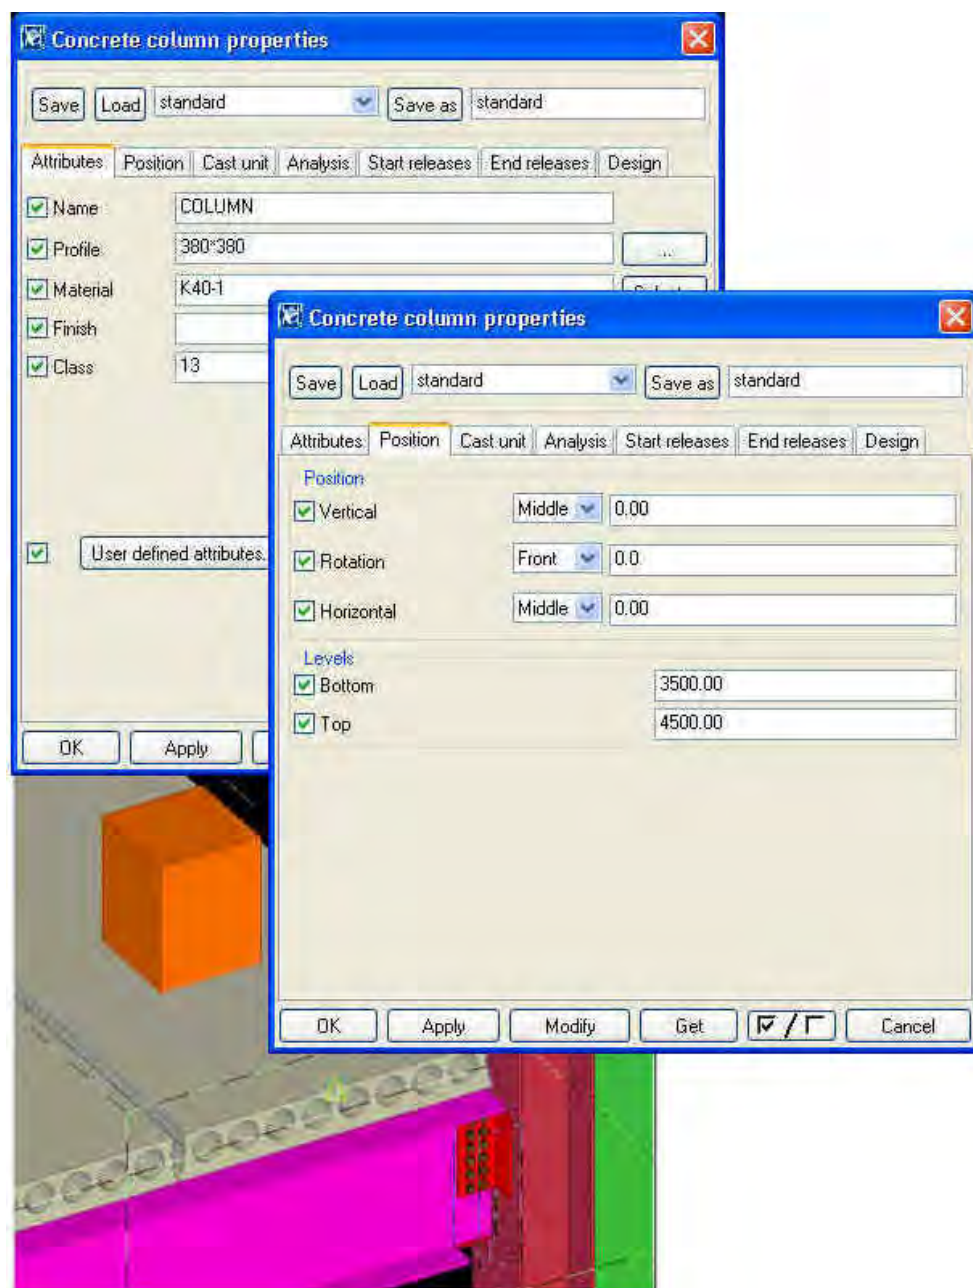 Concrete column properties
Save Load standard Save as standard
Attributes Position Cast unit Analysis Start releases End releases Design
Name COLUMN
Profile 380*380 ...
Material K40-1
Finish
Class 13
User defined attributes.
OK Apply
Concrete column properties
Save Load standard Save as standard
Attributes Position Cast unit Analysis Start releases End releases Design
Position
Vertical Middle 0.00
Rotation Front 0.0
Horizontal Middle 0.00
Levels
Bottom 3500.00
Top 4500.00
OK Apply Modify Get / Cancel